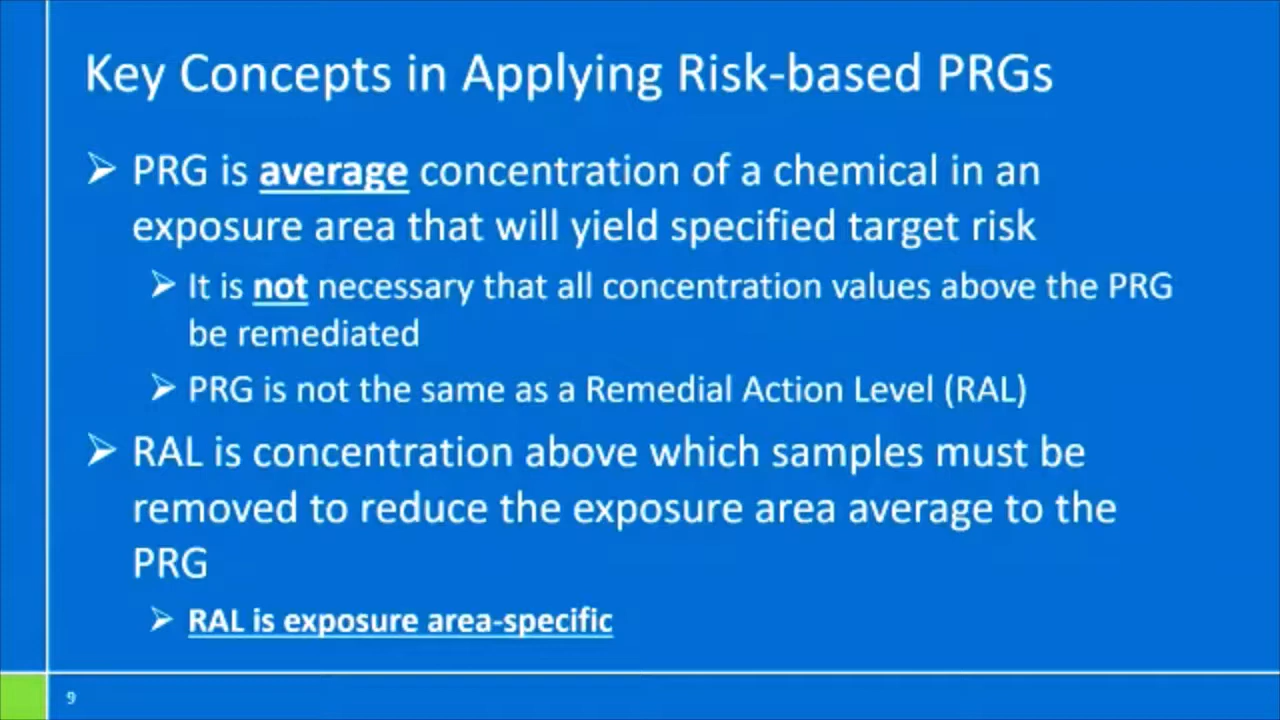 Key Concepts in Applying Risk-based PRGs
PRG is average concentration of a chemical in an
exposure area that will yield specified target risk
It is not necessary that all concentration values above the PRG
be remediated
PRG is not the same as a Remedial Action Level (RAL)
RAL is concentration above which samples must be
removed to reduce the exposure area average to the
PRG
RAL is exposure area-specific
9